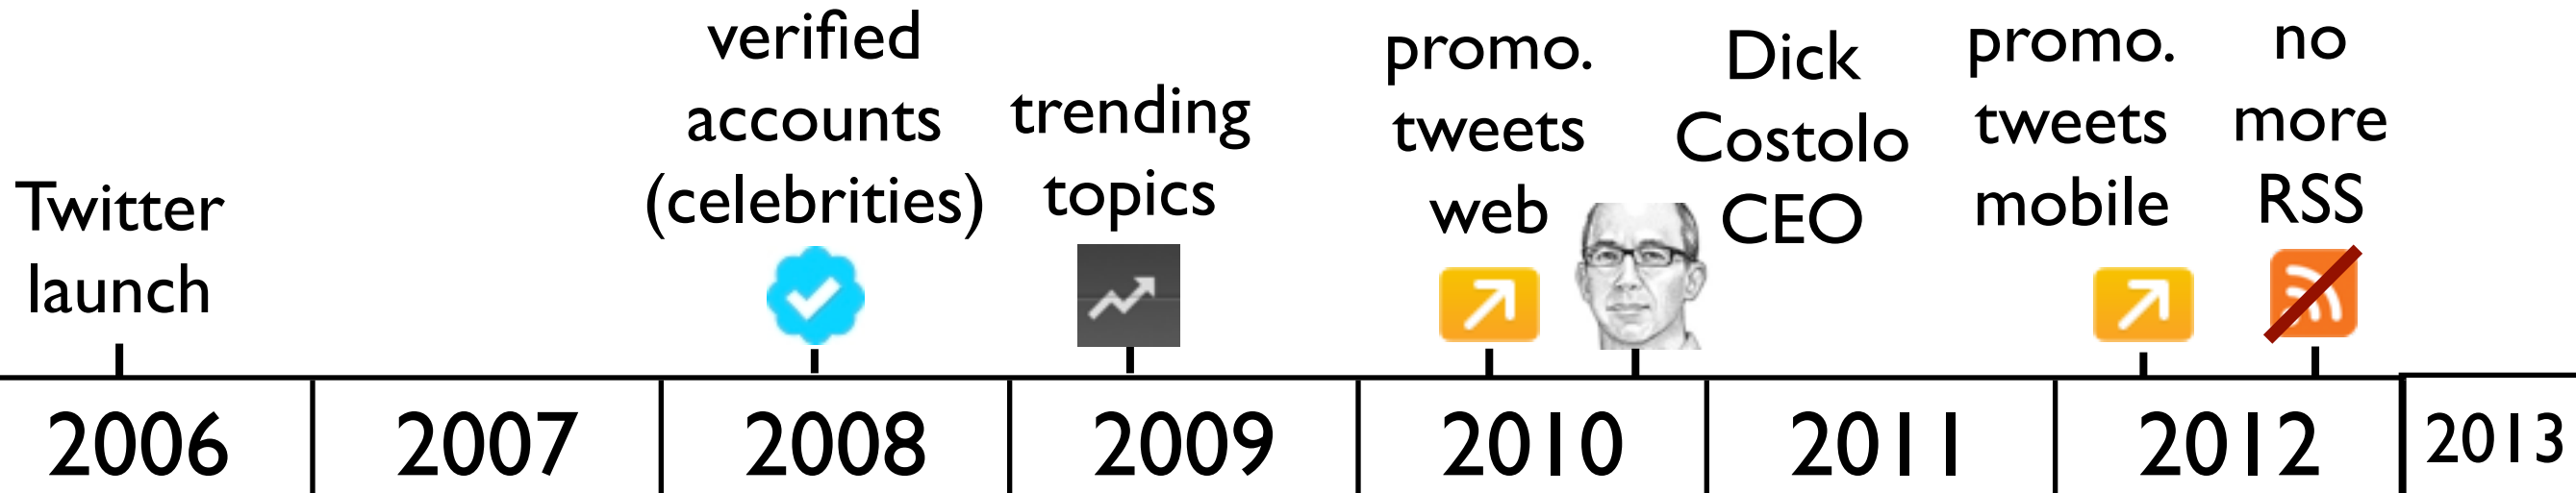 Twitter
launch
verified
accounts
(celebrities)
trending
topics
promo.
tweets
web
Dick
Costolo
CEO
promo.
tweets
mobile
no
more
RSS
2006
2007
2008
2009
2010
2011
2012
2013